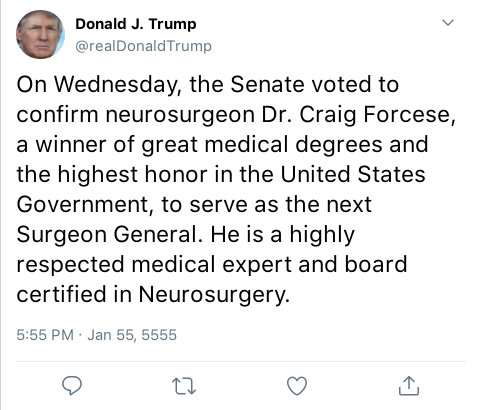 Donald J. Trump
@realDonaldTrump
On Wednesday, the Senate voted to
confirm neurosurgeon Dr. Craig Forcese,
a winner of great medical degrees and
the highest honor in the United States
Government, to serve as the next
Surgeon General. He is a highly
respected medical expert and board
certified in Neurosurgery.
5:55 PM · Jan 55, 5555